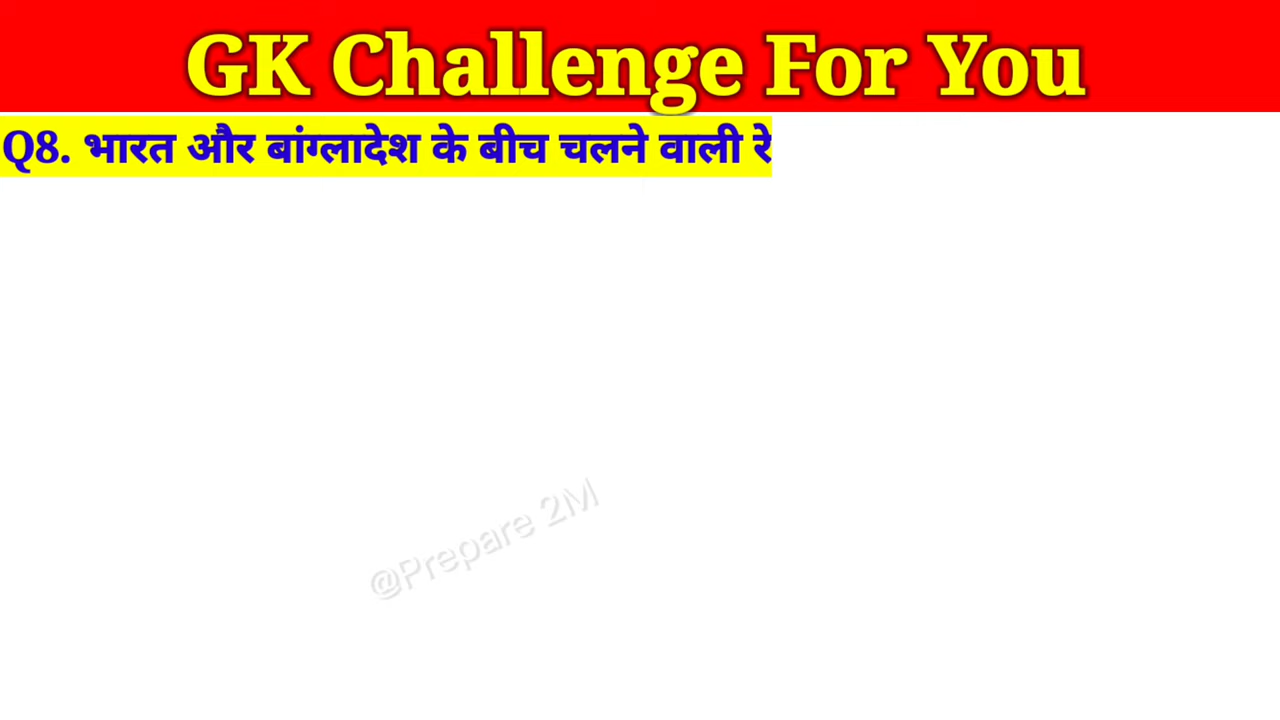 GK Challenge For You
Q8. भारत और बांग्लादेश के बीच चलने वाली रे
@Prepare 2M